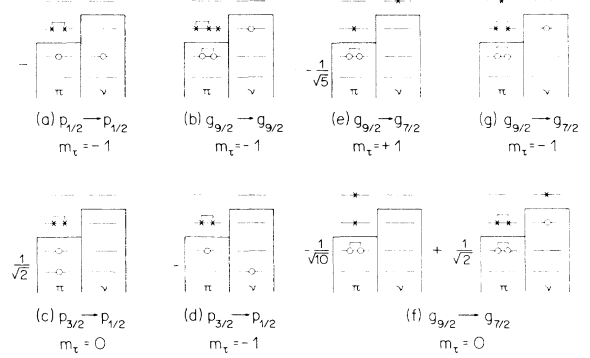 −
π ν
π ν
− 1/√5 π ν
π ν
(a) p1/2 → p1/2
mτ = − 1
(b) g9/2 → g9/2
mτ = − 1
(e) g9/2 → g7/2
mτ = + 1
(g) g9/2 → g7/2
mτ = − 1
1/√2 π ν
− π ν
− 1/√10 π ν + 1/√2 π ν
(c) p3/2 → p1/2
mτ = 0
(d) p3/2 → p1/2
mτ = − 1
(f) g9/2 → g7/2
mτ = 0